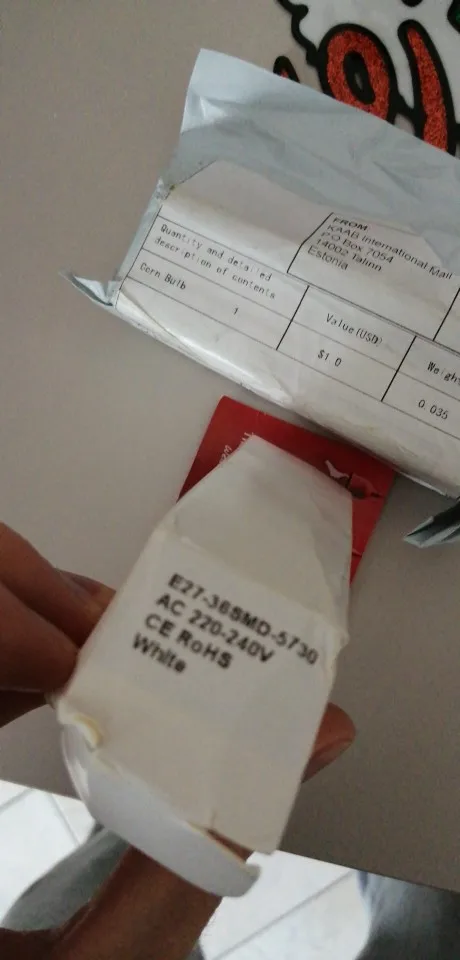 FROM
KAAB International Mail
PO Box 7054
14002 Talinn
Estonia
Quantity and detailed
description of contents
Value(USD)
Corn Bulb
1
$1.0
0.035
E27-36SMD-5730
AC 220-240V
CE RoHS
White